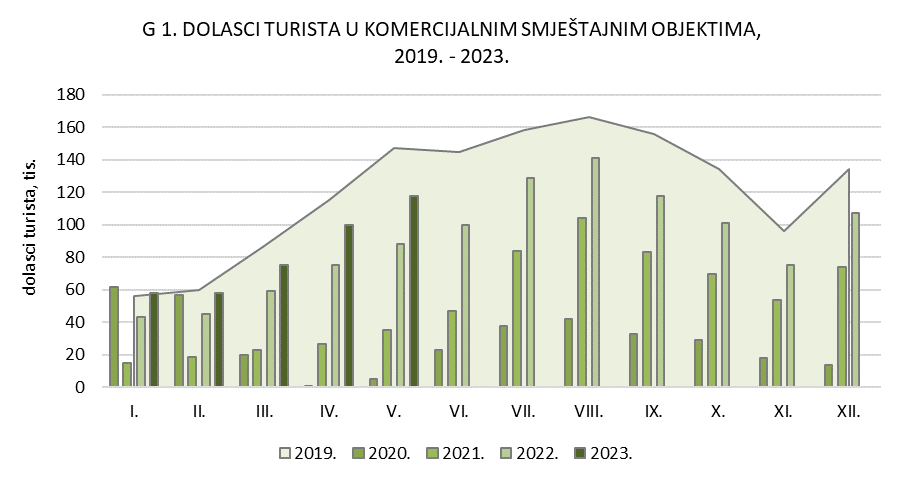 G 1. DOLASCI TURISTA U KOMERCIJALNIM SMJEŠTAJNIM OBJEKTIMA,
2019. - 2023.
dolasci turista, tis.
180
160
140
120
100
80
60
40
20
0
I. II. III. IV. V. VI. VII. VIII. IX. X. XI. XII.
2019. 2020. 2021. 2022. 2023.